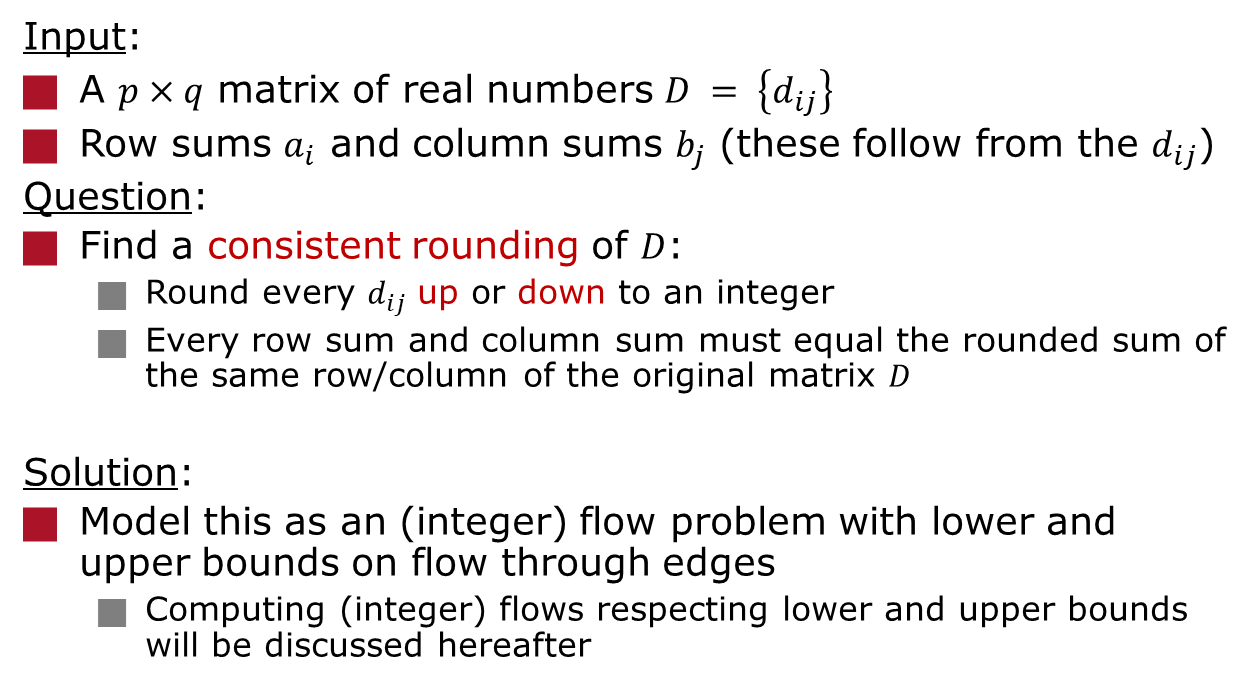 Input:
A 𝑝 × 𝑞 matrix of real numbers 𝐷 = {𝑑𝑖𝑗}
Row sums 𝑎𝑖 and column sums 𝑏𝑗 (these follow from the 𝑑𝑖𝑗)
Question:
Find a consistent rounding of 𝐷:
Round every 𝑑𝑖𝑗 up or down to an integer
Every row sum and column sum must equal the rounded sum of
the same row/column of the original matrix 𝐷
Solution:
Model this as an (integer) flow problem with lower and
upper bounds on flow through edges
Computing (integer) flows respecting lower and upper bounds
will be discussed hereafter